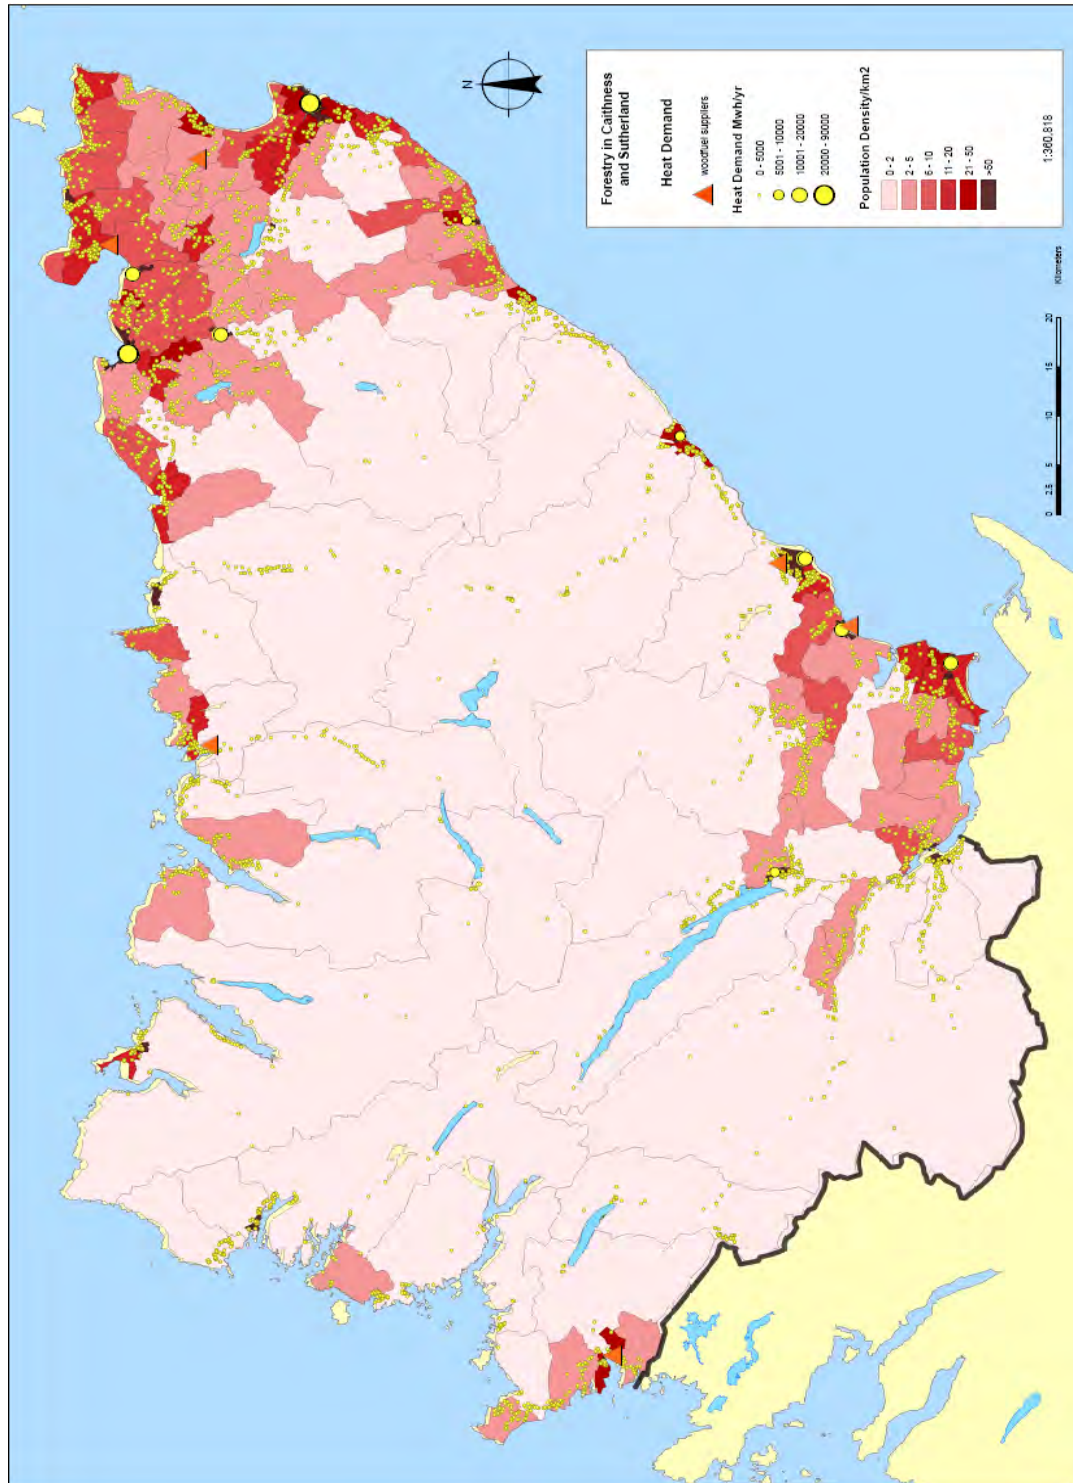 Forestry in Caithness
and Sutherland
Heat Demand
woodfuel suppliers
Heat Demand Mwh/yr
0 - 5000
5001 - 10000
10001 - 20000
20000 - 90000
Population Density/km2
0 - 2
2 - 5
6 - 10
11 - 20
21 - 50
>50
1:360,818
N
Kilometers
0 2.5 5 10 15 20